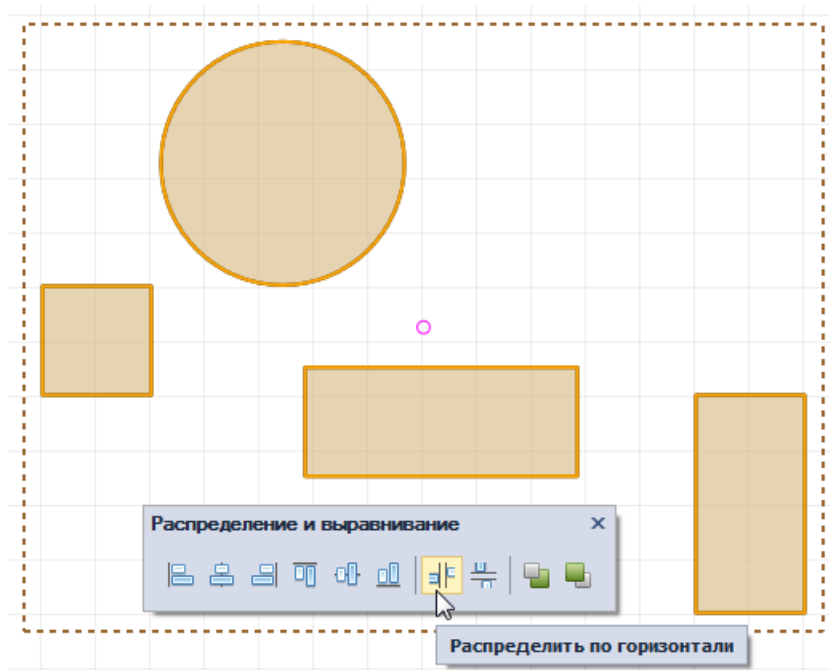 Распределение и выравнивание
Распределить по горизонтали